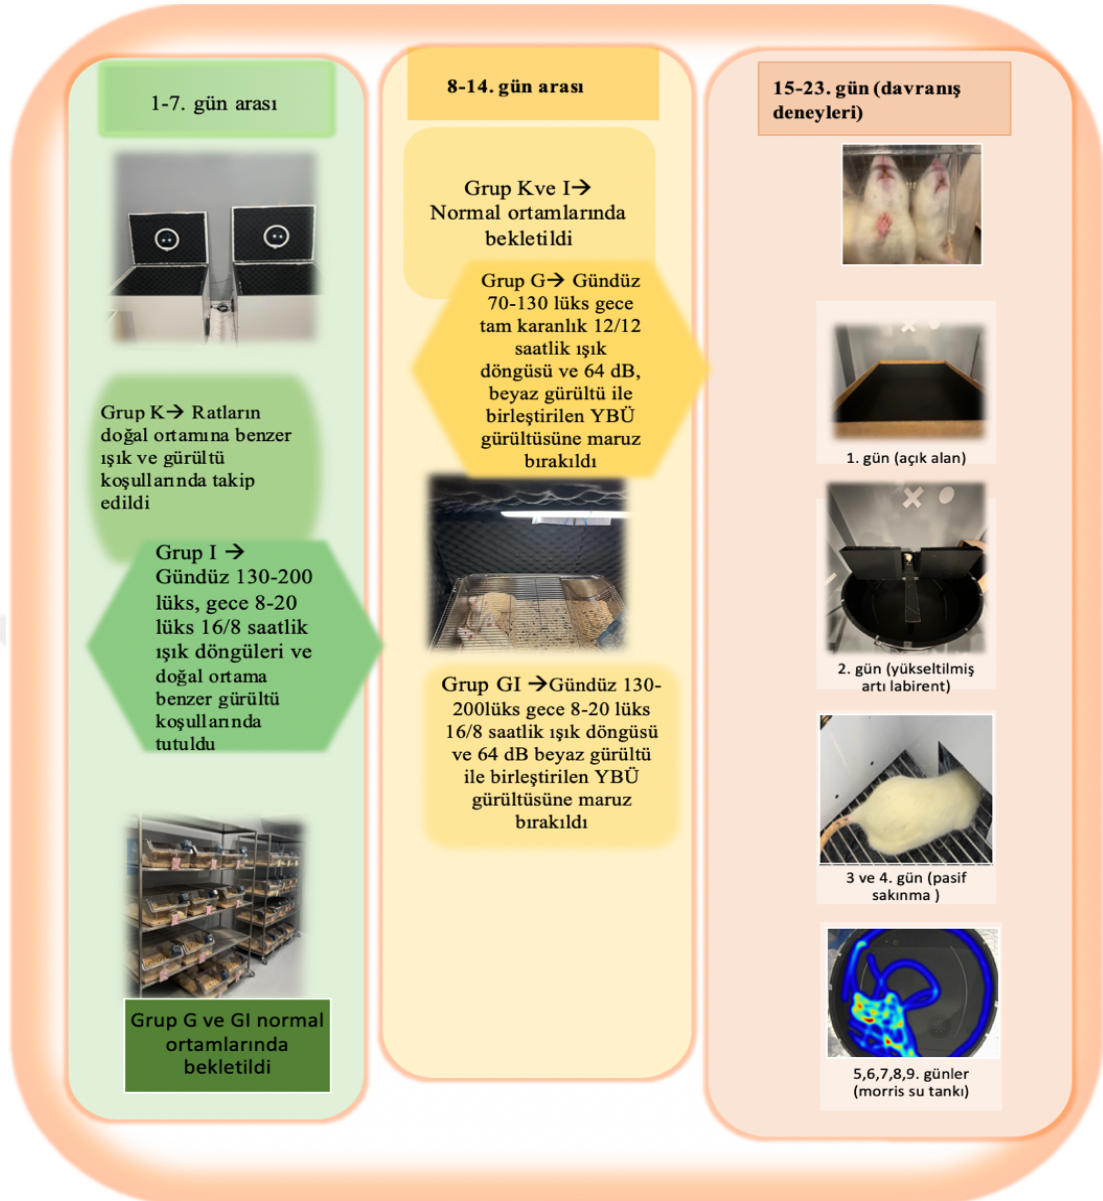 1-7. gün arası
Grup K→ Ratların
doğal ortamına benzer
ışık ve gürültü
koşullarında takip
edildi
Grup I →
Gündüz 130-200
lüks, gece 8-20
lüks 16/8 saatlik
ışık döngüleri ve
doğal ortama
benzer gürültü
koşullarında
tutuldu
Grup G ve GI normal
ortamlarında
bekletildi
8-14. gün arası
Grup Kve I→
Normal ortamlarında
bekletildi
Grup G→ Gündüz
70-130 lüks gece
tam karanlık 12/12
saatlik ışık
döngüsü ve 64 dB,
beyaz gürültü ile
birleştirilen YBÜ
gürültüsüne maruz
bırakıldı
Grup GI →Gündüz 130-
200lüks gece 8-20 lüks
16/8 saatlik ışık döngüsü
ve 64 dB beyaz gürültü
ile birleştirilen YBÜ
gürültüsüne maruz
bırakıldı
15-23. gün (davranış
deneyleri)
1. gün (açık alan)
2. gün (yükseltilmiş
artı labirent)
3 ve 4. gün (pasif
sakınma )
5,6,7,8,9. günler
(morris su tankı)